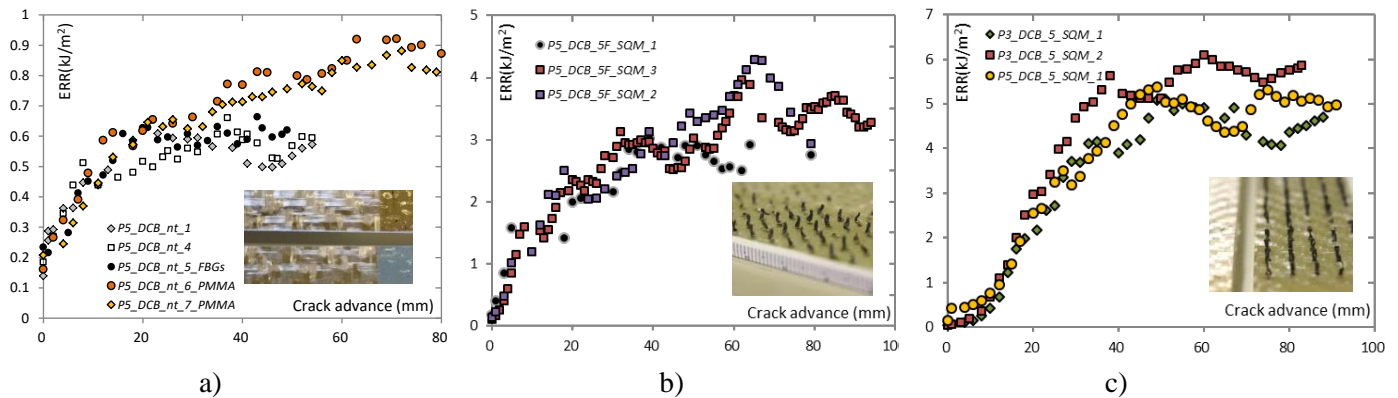 ERR(kJ/m²)
1
0.9
0.8
0.7
0.6
0.5
0.4
0.3
0.2
0.1
0
P5_DCB_nt_1
P5_DCB_nt_4
P5_DCB_nt_5_FBGs
P5_DCB_nt_6_PMMA
P5_DCB_nt_7_PMMA
Crack advance (mm)
0 20 40 60 80
a)
ERR(kJ/m²)
5
4
3
2
1
0
P5_DCB_5F_SQM_1
P5_DCB_5F_SQM_3
P5_DCB_5F_SQM_2
Crack advance (mm)
0 20 40 60 80 100
b)
ERR(kJ/m²)
7
6
5
4
3
2
1
0
P3_DCB_5_SQM_1
P3_DCB_5_SQM_2
P5_DCB_5_SQM_1
Crack advance (mm)
0 20 40 60 80 100
c)